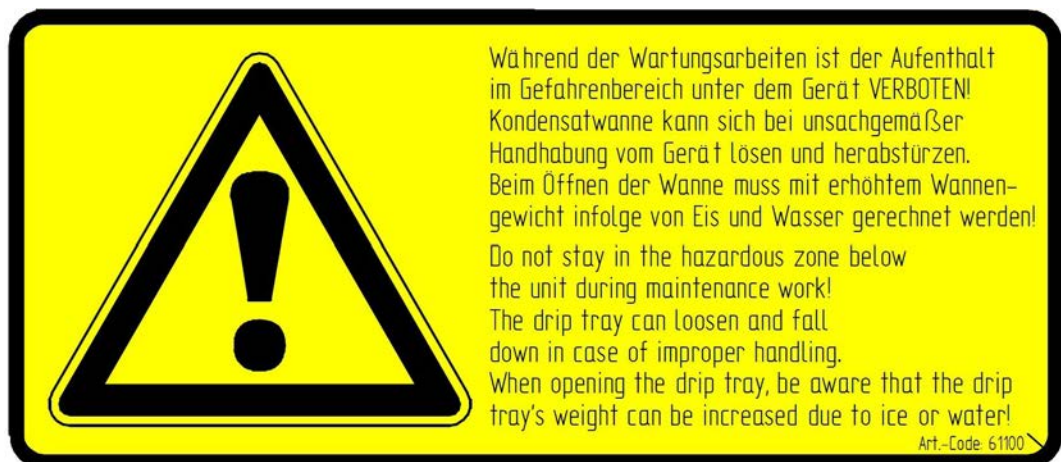 Während der Wartungsarbeiten ist der Aufenthalt
im Gefahrenbereich unter dem Gerät VERBOTEN!
Kondensatwanne kann sich bei unsachgemäßer
Handhabung vom Gerät lösen und herabstürzen.
Beim Öffnen der Wanne muss mit erhöhtem Wannen-
gewicht infolge von Eis und Wasser gerechnet werden!
Do not stay in the hazardous zone below
the unit during maintenance work!
The drip tray can loosen and fall
down in case of improper handling.
When opening the drip tray, be aware that the drip
tray's weight can be increased due to ice or water!
Art.-Code: 61100